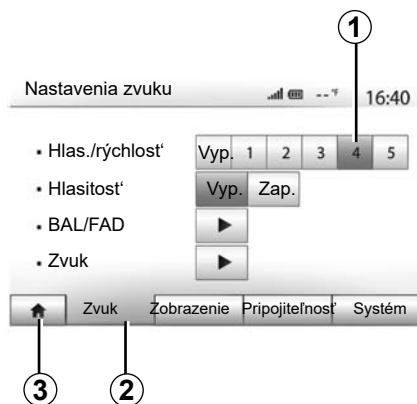 1
Nastavenia zvuku --°F 16:40
▪ Hlas./rýchlosť Vyp. 1 2 3 4 5
▪ Hlasitosť Vyp. Zap.
▪ BAL/FAD
▪ Zvuk
Zvuk Zobrazenie Pripojiteľnosť Systém
3 2